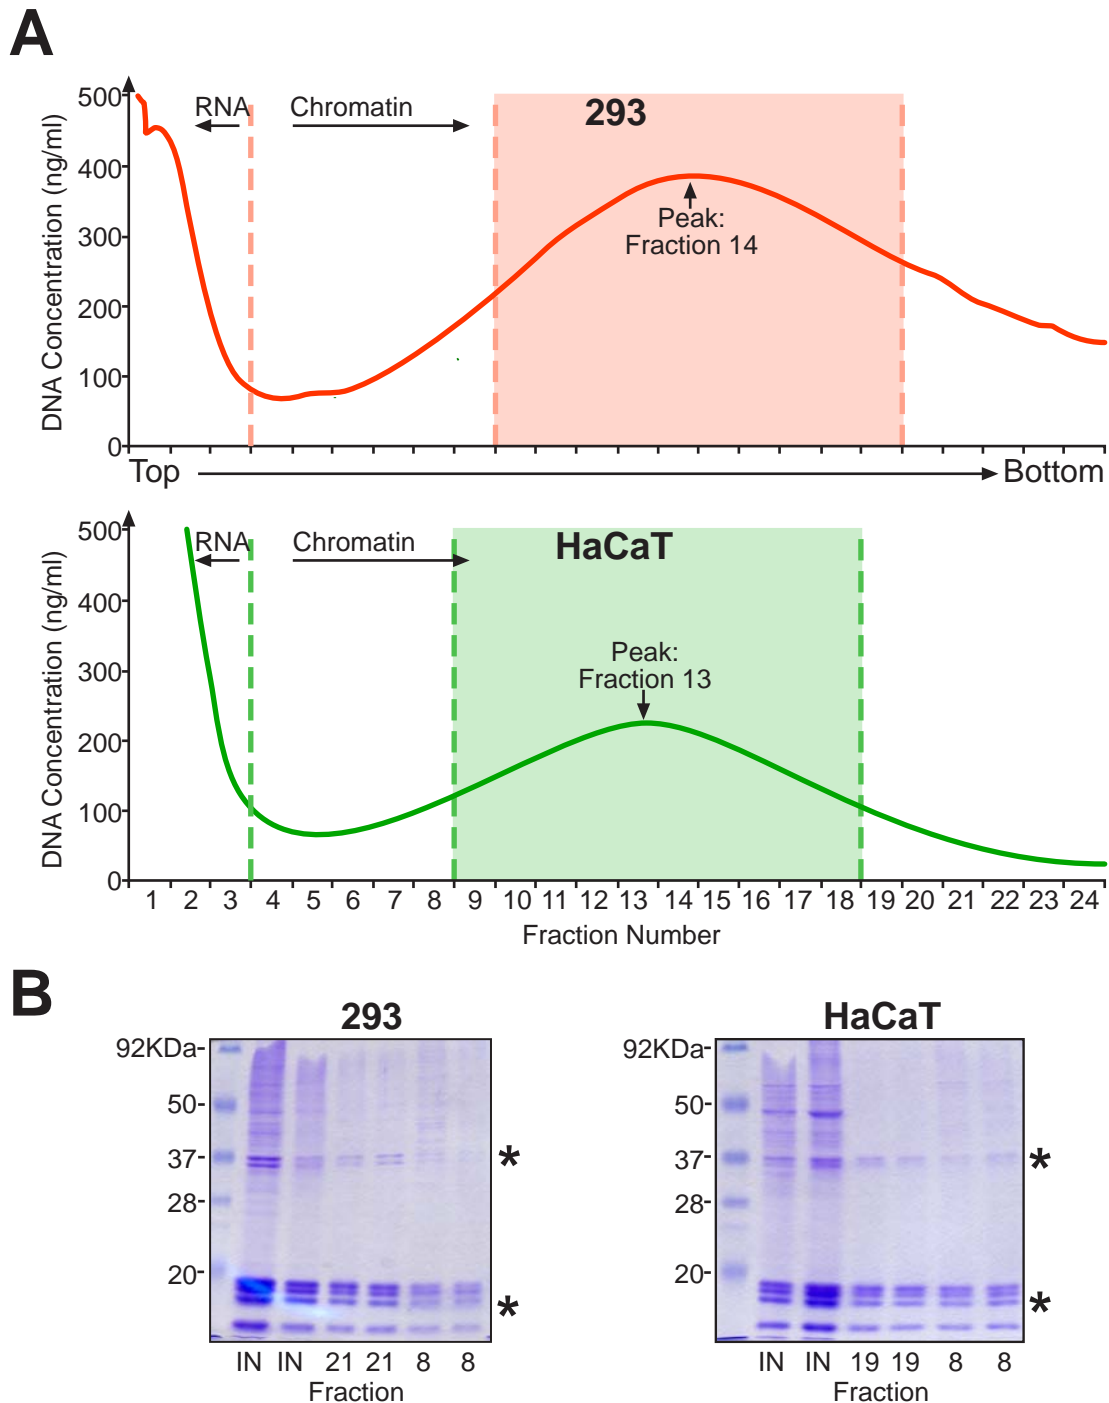 A
DNA Concentration (ng/ml)
500
400
300
200
100
0
RNA
Chromatin
293
Peak:
Fraction 14
Top
Bottom
DNA Concentration (ng/ml)
500
400
300
200
100
0
RNA
Chromatin
HaCaT
Peak:
Fraction 13
1 2 3 4 5 6 7 8 9 10 11 12 13 14 15 16 17 18 19 20 21 22 23 24
Fraction Number
B
293
92KDa-
50-
37-
28-
20-
*
*
IN IN 21 21 8 8
Fraction
HaCaT
92KDa-
50-
37-
28-
20-
*
*
IN IN 19 19 8 8
Fraction